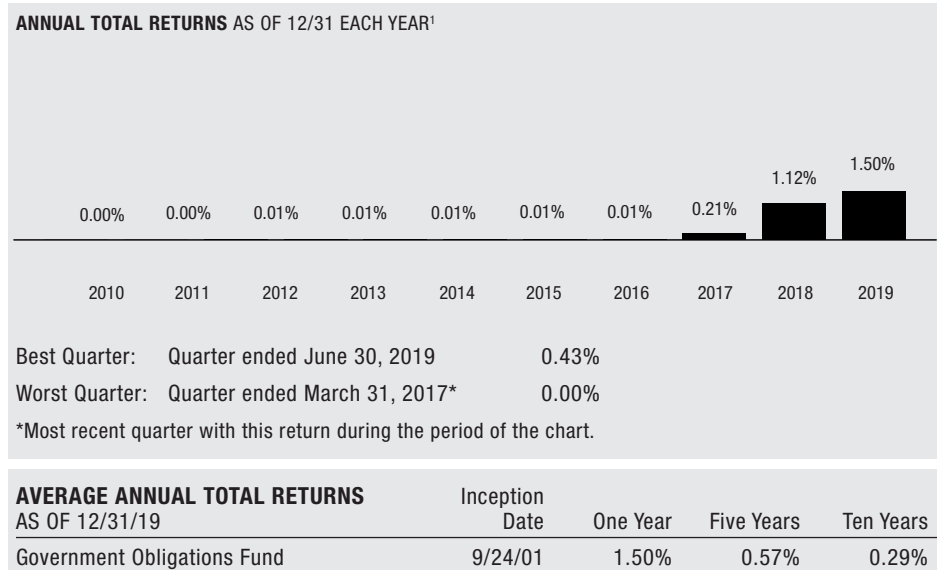 ANNUAL TOTAL RETURNS AS OF 12/31 EACH YEAR¹
1.50%
1.12%
0.00% 0.00% 0.01% 0.01% 0.01% 0.01% 0.01% 0.21%
2010 2011 2012 2013 2014 2015 2016 2017 2018 2019
Best Quarter: Quarter ended June 30, 2019 0.43%
Worst Quarter: Quarter ended March 31, 2017* 0.00%
*Most recent quarter with this return during the period of the chart.
AVERAGE ANNUAL TOTAL RETURNS Inception
AS OF 12/31/19 Date One Year Five Years Ten Years
Government Obligations Fund 9/24/01 1.50% 0.57% 0.29%